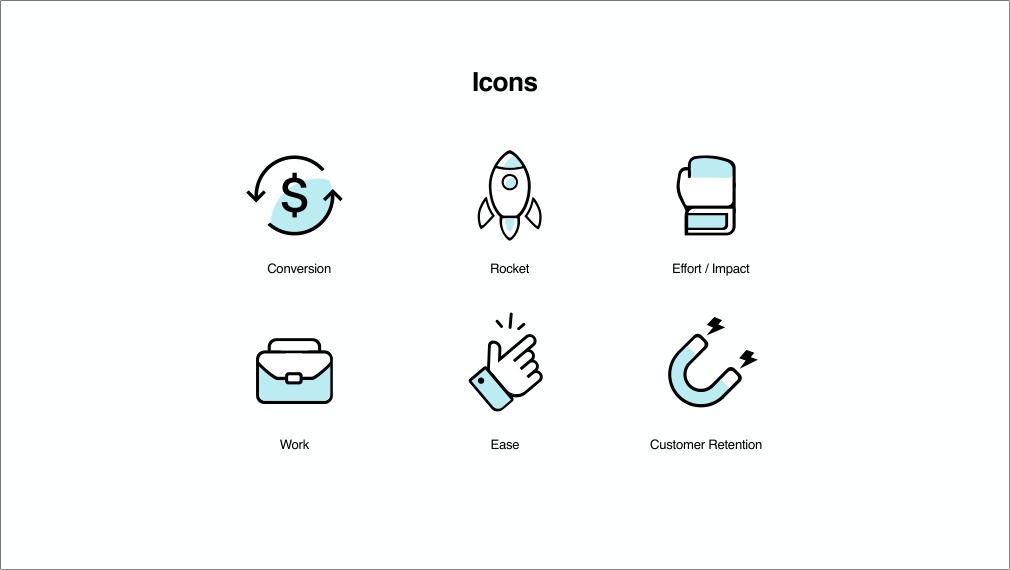 Icons
$
Conversion
Rocket
Effort / Impact
Work
Ease
Customer Retention